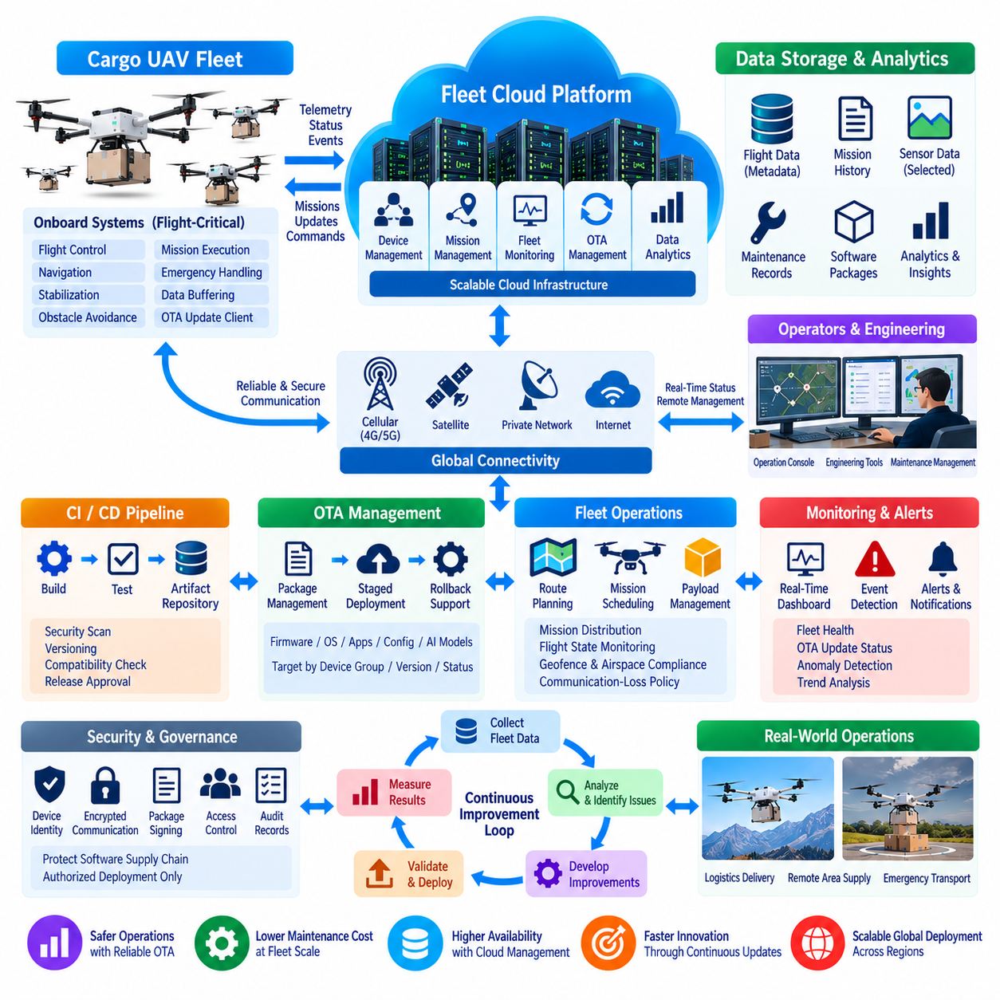 Cargo UAV Fleet
Telemetry
Status
Events
Missions
Updates
Commands
Onboard Systems (Flight-Critical)
Flight Control
Mission Execution
Navigation
Emergency Handling
Stabilization
Data Buffering
Obstacle Avoidance
OTA Update Client
Fleet Cloud Platform
Device
Management
Mission
Management
Fleet
Monitoring
OTA
Management
Data
Analytics
Scalable Cloud Infrastructure
Data Storage & Analytics
Flight Data
(Metadata)
Mission
History
Sensor Data
(Selected)
Maintenance
Records
Software
Packages
Analytics &
Insights
Reliable & Secure
Communication
Cellular
(4G/5G)
Satellite
Private Network
Internet
Global Connectivity
Real-Time Status
Remote Management
Operators & Engineering
Operation Console
Engineering Tools
Maintenance Management
CI / CD Pipeline
Build
Test
Artifact
Repository
Security Scan
Versioning
Compatibility Check
Release Approval
OTA Management
Package
Management
Staged
Deployment
Rollback
Support
Firmware / OS / Apps / Config / AI Models
Target by Device Group / Version / Status
Fleet Operations
Route
Planning
Mission
Scheduling
Payload
Management
Mission Distribution
Flight State Monitoring
Geofence & Airspace Compliance
Communication-Loss Policy
Monitoring & Alerts
Real-Time
Dashboard
Event
Detection
Alerts &
Notifications
Fleet Health
OTA Update Status
Anomaly Detection
Trend Analysis
Security & Governance
Device
Identity
Encrypted
Communication
Package
Signing
Access
Control
Audit
Records
Protect Software Supply Chain
Authorized Deployment Only
Collect
Fleet Data
Analyze
& Identify Issues
Develop
Improvements
Validate
& Deploy
Measure
Results
Continuous
Improvement
Loop
Real-World Operations
Logistics Delivery
Remote Area Supply
Emergency Transport
Safer Operations
with Reliable OTA
Lower Maintenance Cost
at Fleet Scale
Higher Availability
with Cloud Management
Faster Innovation
Through Continuous Updates
Scalable Global Deployment
Across Regions